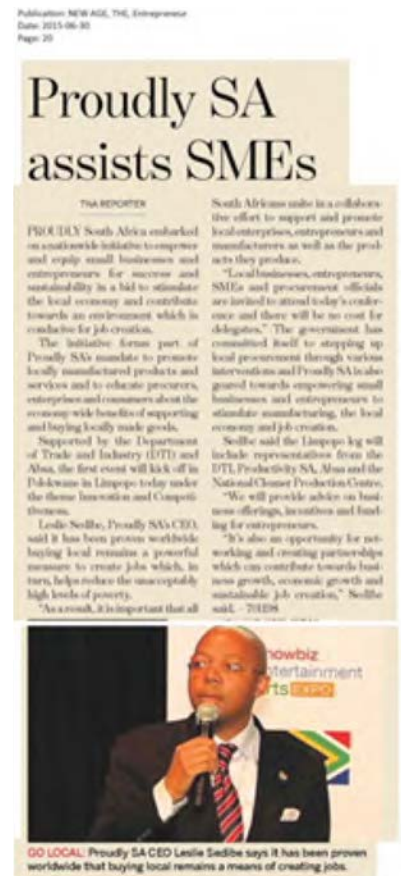 Publication: NEW AGE, THE, Entrepreneur
Date: 2015-06-30
Page: 20
Proudly SA
assists SMEs
TNA REPORTER
PROUDLY South Africa embarked
on a nationwide initiative to empower
and equip small businesses and
entrepreneurs for success and
sustainability in a bid to stimulate
the local economy and contribute
towards an environment which is
conducive for job creation.
The initiative forms part of
Proudly SA's mandate to promote
locally manufactured products and
services and to educate procurers,
enterprises and consumers about the
economy-wide benefits of supporting
and buying locally made goods.
Supported by the Department
of Trade and Industry (DTI) and
Absa, the first event will kick off in
Polokwane in Limpopo today under
the theme Innovation and Competi-
tiveness.
Leslie Sedibe, Proudly SA's CEO,
said it has been proven worldwide
buying local remains a powerful
measure to create jobs which, in
turn, helps reduce the unacceptably
high levels of poverty.
"As a result, it is important that all
South Africans unite in a collabora-
tive effort to support and promote
local enterprises, entrepreneurs and
manufacturers as well as the prod-
ucts they produce.
"Local businesses, entrepreneurs,
SMEs and procurement officials
are invited to attend today's confer-
ence and there will be no cost for
delegates." The government has
committed itself to stepping up
local procurement through various
interventions and Proudly SA is also
geared towards empowering small
businesses and entrepreneurs to
stimulate manufacturing, the local
economy and job creation.
Sedibe said the Limpopo leg will
include representatives from the
DTI, Productivity SA, Absa and the
National Cleaner Production Centre.
"We will provide advice on busi-
ness offerings, incentives and fund-
ing for entrepreneurs.
"It's also an opportunity for net-
working and creating partnerships
which can contribute towards busi-
ness growth, economic growth and
sustainable job creation," Sedibe
said. -
howbiz
ntertainment
rts EXPO
GO LOCAL: Proudly SA CEO Leslie Sedibe says it has been proven
worldwide that buying local remains a means of creating jobs.